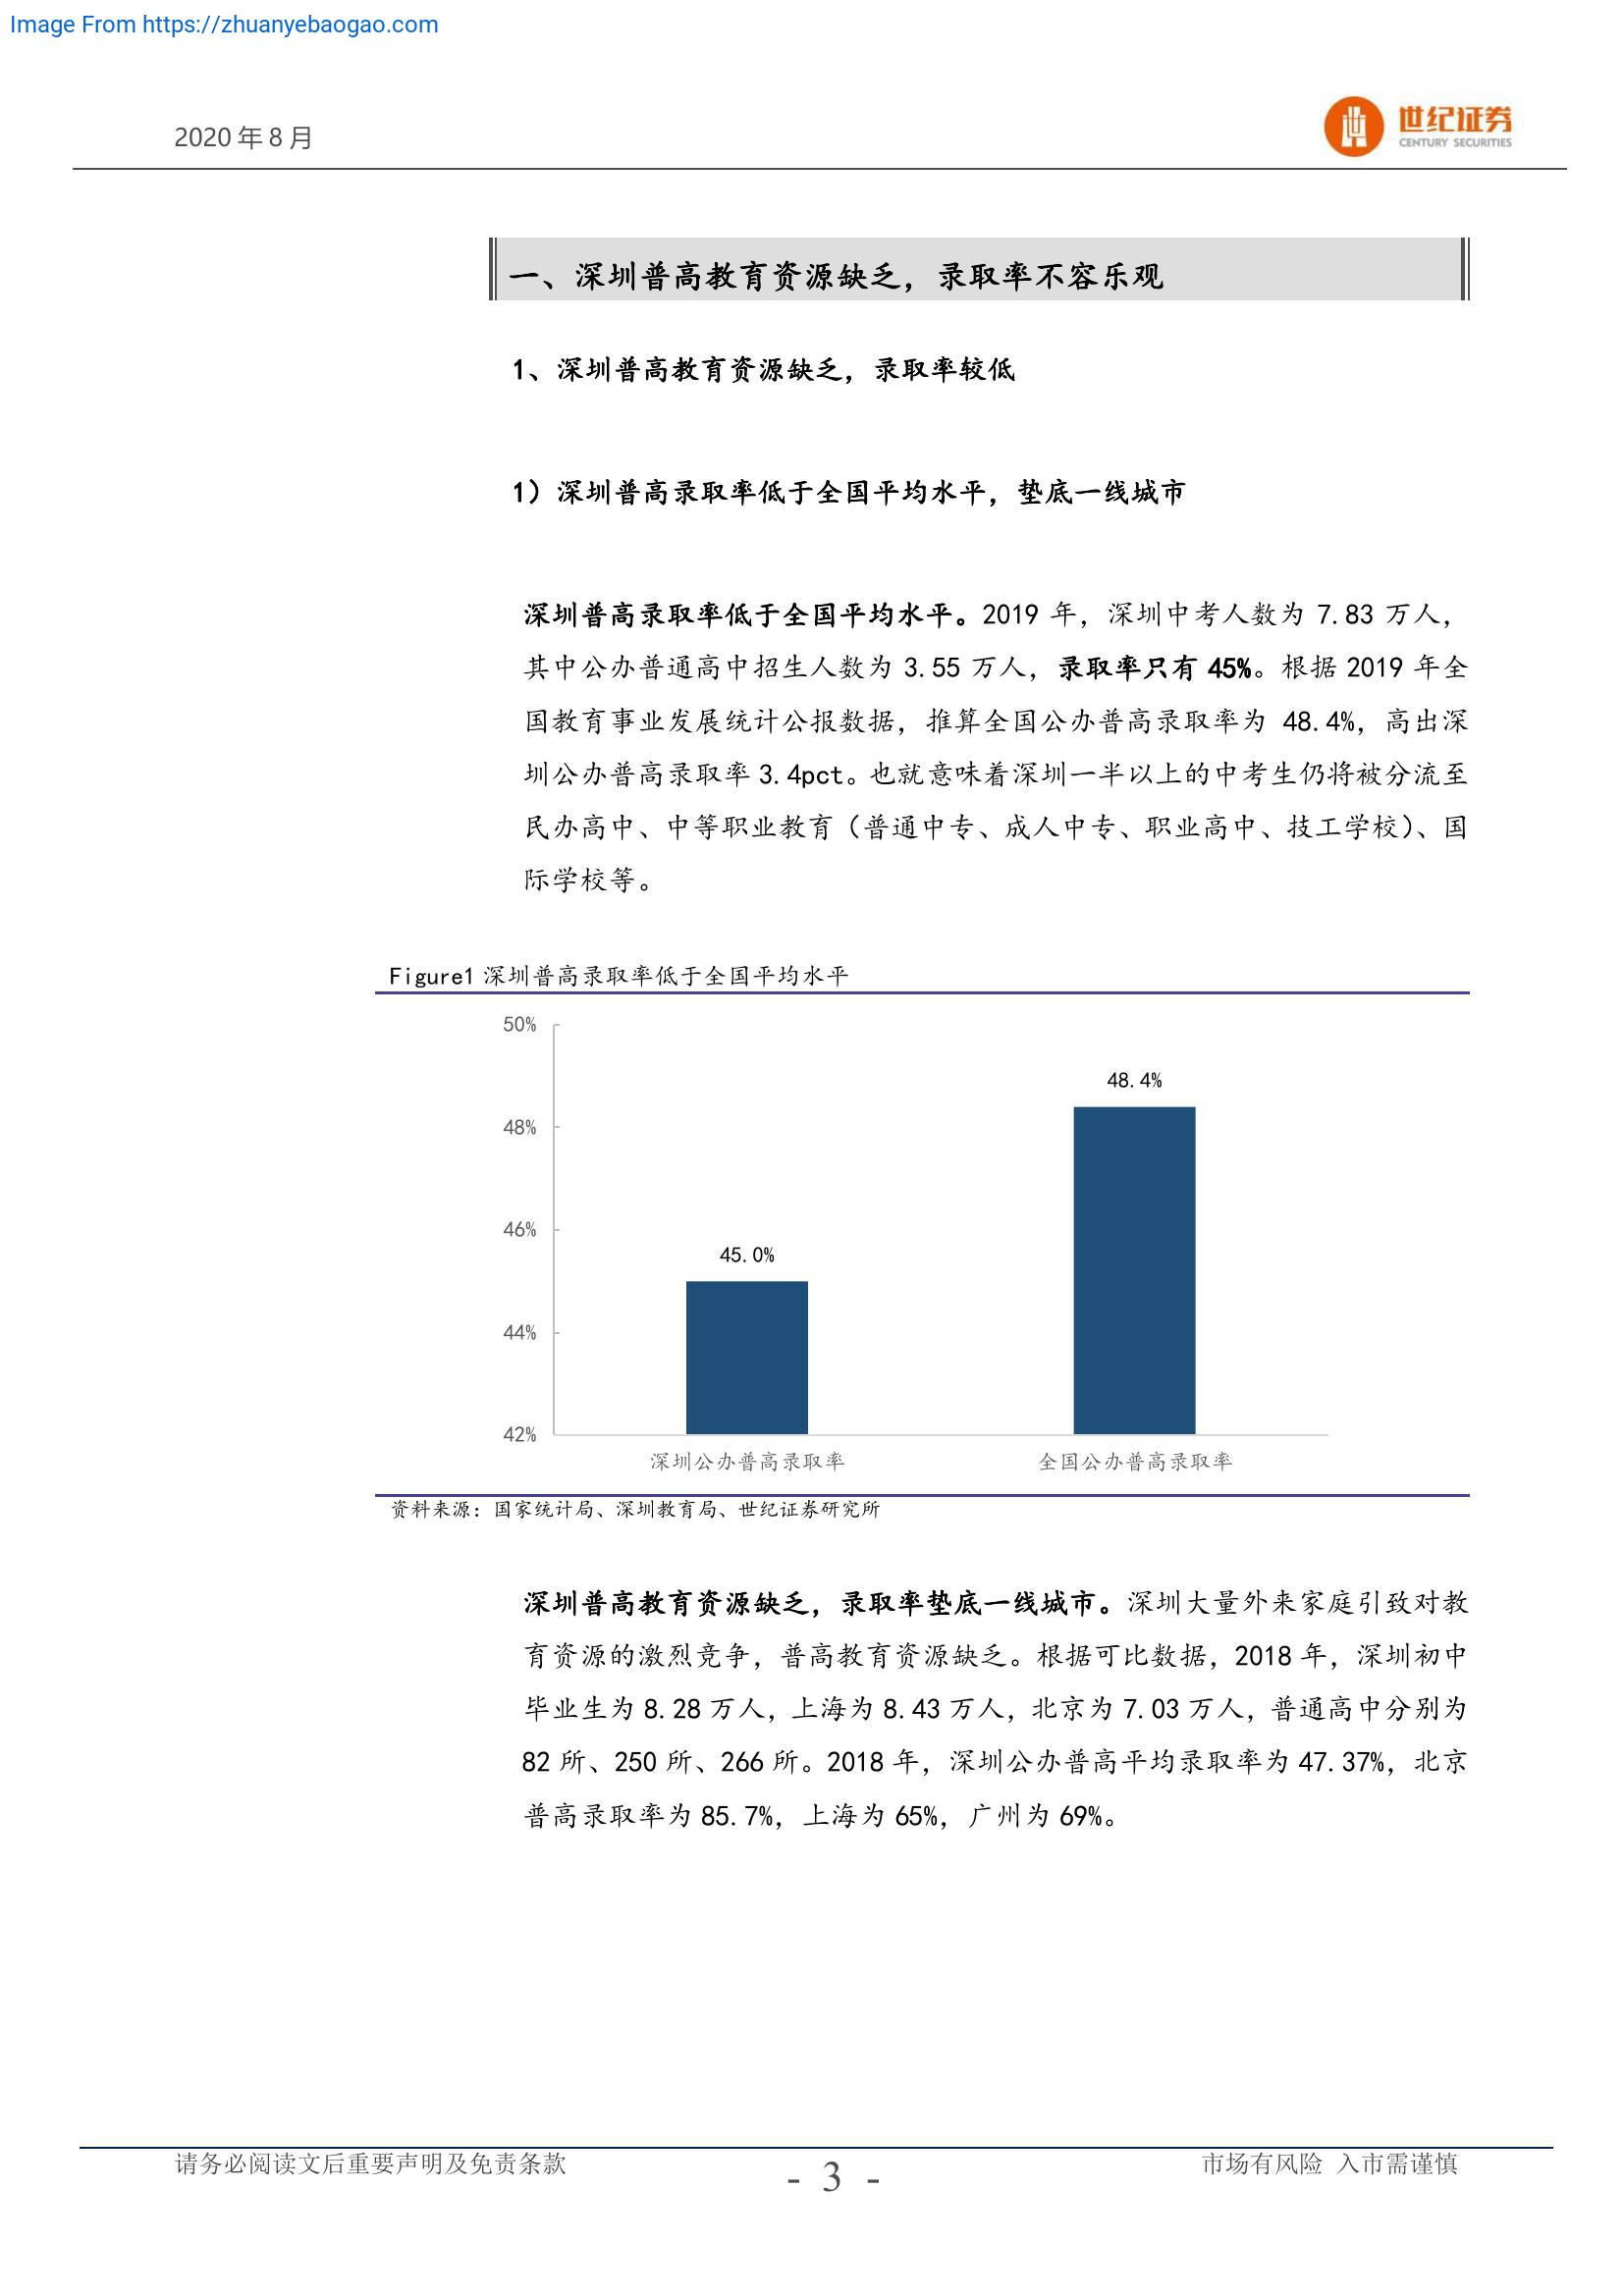 Image From https://zhuanyebaogao.com
2020 年 8 月
世纪证券
CENTURY SECURITIES
一、深圳普高教育资源缺乏，录取率不容乐观
1、深圳普高教育资源缺乏，录取率较低
1）深圳普高录取率低于全国平均水平，垫底一线城市
深圳普高录取率低于全国平均水平。2019 年，深圳中考人数为 7.83 万人，
其中公办普通高中招生人数为 3.55 万人，录取率只有 45%。根据 2019 年全
国教育事业发展统计公报数据，推算全国公办普高录取率为 48.4%，高出深
圳公办普高录取率 3.4pct。也就意味着深圳一半以上的中考生仍将被分流至
民办高中、中等职业教育（普通中专、成人中专、职业高中、技工学校）、国
际学校等。
Figure1 深圳普高录取率低于全国平均水平
50%
48%
46%
44%
42%
45.0%
48.4%
深圳公办普高录取率
全国公办普高录取率
资料来源：国家统计局、深圳教育局、世纪证券研究所
深圳普高教育资源缺乏，录取率垫底一线城市。深圳大量外来家庭引致对教
育资源的激烈竞争，普高教育资源缺乏。根据可比数据，2018 年，深圳初中
毕业生为 8.28 万人，上海为 8.43 万人，北京为 7.03 万人，普通高中分别为
82 所、250 所、266 所。2018 年，深圳公办普高平均录取率为 47.37%，北京
普高录取率为 85.7%，上海为 65%，广州为 69%。
请务必阅读文后重要声明及免责条款
- 3 -
市场有风险 入市需谨慎